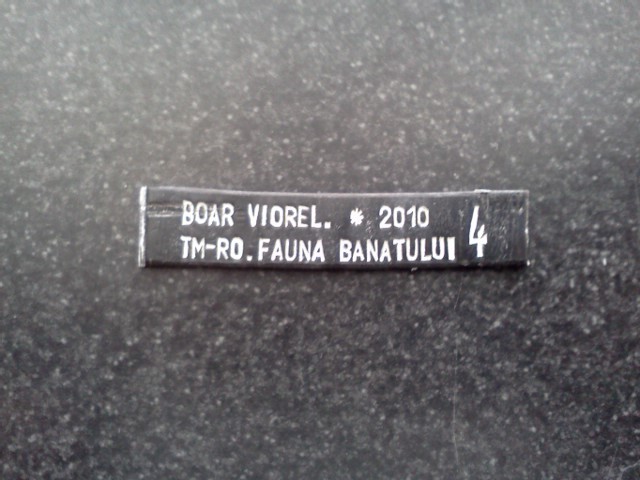 BOAR VIOREL. * 2010
TM-RO. FAUNA BANATULUI 4